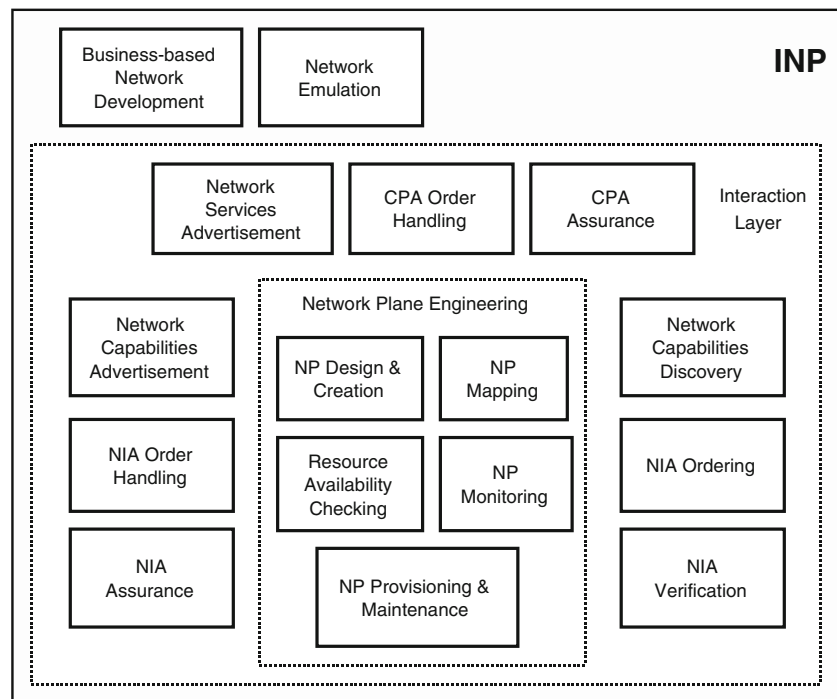 Business-based
Network
Development
Network
Emulation
INP
Network
Services
Advertisement
CPA Order
Handling
CPA
Assurance
Interaction
Layer
Network
Capabilities
Advertisement
NIA Order
Handling
NIA
Assurance
Network Plane Engineering
NP Design &
Creation
NP
Mapping
Resource
Availability
Checking
NP
Monitoring
NP Provisioning &
Maintenance
Network
Capabilities
Discovery
NIA Ordering
NIA
Verification